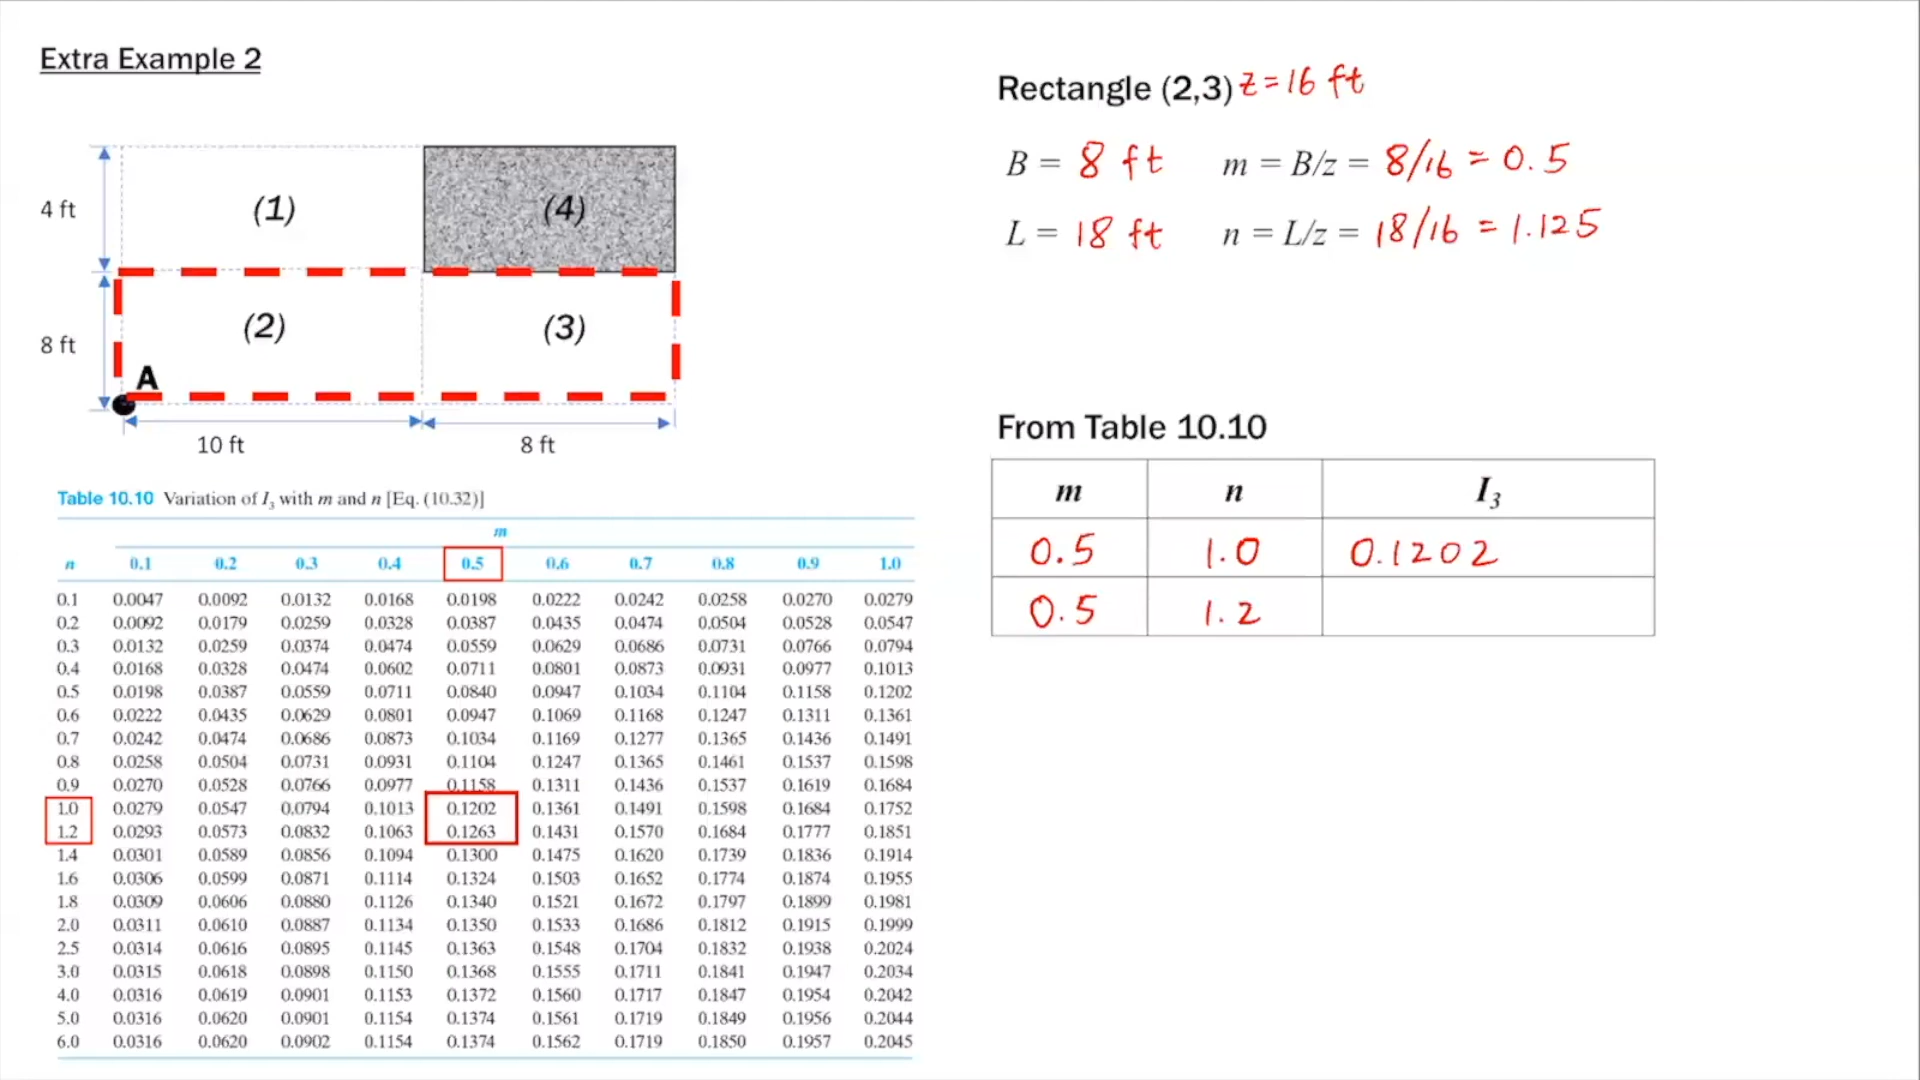 Extra Example 2
4 ft
(1)
(4)
8 ft
(2)
(3)
A
10 ft
8 ft
Table 10.10 Variation of I3 with m and n [Eq. (10.32)]
m
n 0.1 0.2 0.3 0.4 0.5 0.6 0.7 0.8 0.9 1.0
0.1 0.0047 0.0092 0.0132 0.0168 0.0198 0.0222 0.0242 0.0258 0.0270 0.0279
0.2 0.0092 0.0179 0.0259 0.0328 0.0387 0.0435 0.0474 0.0504 0.0528 0.0547
0.3 0.0132 0.0259 0.0374 0.0474 0.0559 0.0629 0.0686 0.0731 0.0766 0.0794
0.4 0.0168 0.0328 0.0474 0.0602 0.0711 0.0801 0.0873 0.0931 0.0977 0.1013
0.5 0.0198 0.0387 0.0559 0.0711 0.0840 0.0947 0.1034 0.1104 0.1158 0.1202
0.6 0.0222 0.0435 0.0629 0.0801 0.0947 0.1069 0.1168 0.1247 0.1311 0.1361
0.7 0.0242 0.0474 0.0686 0.0873 0.1034 0.1169 0.1277 0.1365 0.1436 0.1491
0.8 0.0258 0.0504 0.0731 0.0931 0.1104 0.1247 0.1365 0.1461 0.1537 0.1598
0.9 0.0270 0.0528 0.0766 0.0977 0.1158 0.1311 0.1436 0.1537 0.1619 0.1684
1.0 0.0279 0.0547 0.0794 0.1013 0.1202 0.1361 0.1491 0.1598 0.1684 0.1752
1.2 0.0293 0.0573 0.0832 0.1063 0.1263 0.1431 0.1570 0.1684 0.1777 0.1851
1.4 0.0301 0.0589 0.0856 0.1094 0.1300 0.1475 0.1620 0.1739 0.1836 0.1914
1.6 0.0306 0.0599 0.0871 0.1114 0.1324 0.1503 0.1652 0.1774 0.1874 0.1955
1.8 0.0309 0.0606 0.0880 0.1126 0.1340 0.1521 0.1672 0.1797 0.1899 0.1981
2.0 0.0311 0.0610 0.0887 0.1134 0.1350 0.1533 0.1686 0.1812 0.1915 0.1999
2.5 0.0314 0.0616 0.0895 0.1145 0.1363 0.1548 0.1704 0.1832 0.1938 0.2024
3.0 0.0315 0.0618 0.0898 0.1150 0.1368 0.1555 0.1711 0.1841 0.1947 0.2034
4.0 0.0316 0.0619 0.0901 0.1153 0.1372 0.1560 0.1717 0.1847 0.1954 0.2042
5.0 0.0316 0.0620 0.0901 0.1154 0.1374 0.1561 0.1719 0.1849 0.1956 0.2044
6.0 0.0316 0.0620 0.0902 0.1154 0.1374 0.1562 0.1719 0.1850 0.1957 0.2045
Rectangle (2,3) z=16 ft
B = 8 ft m = B/z = 8/16 = 0.5
L = 18 ft n = L/z = 18/16 = 1.125
From Table 10.10
m n I3
0.5 1.0 0.1202
0.5 1.2